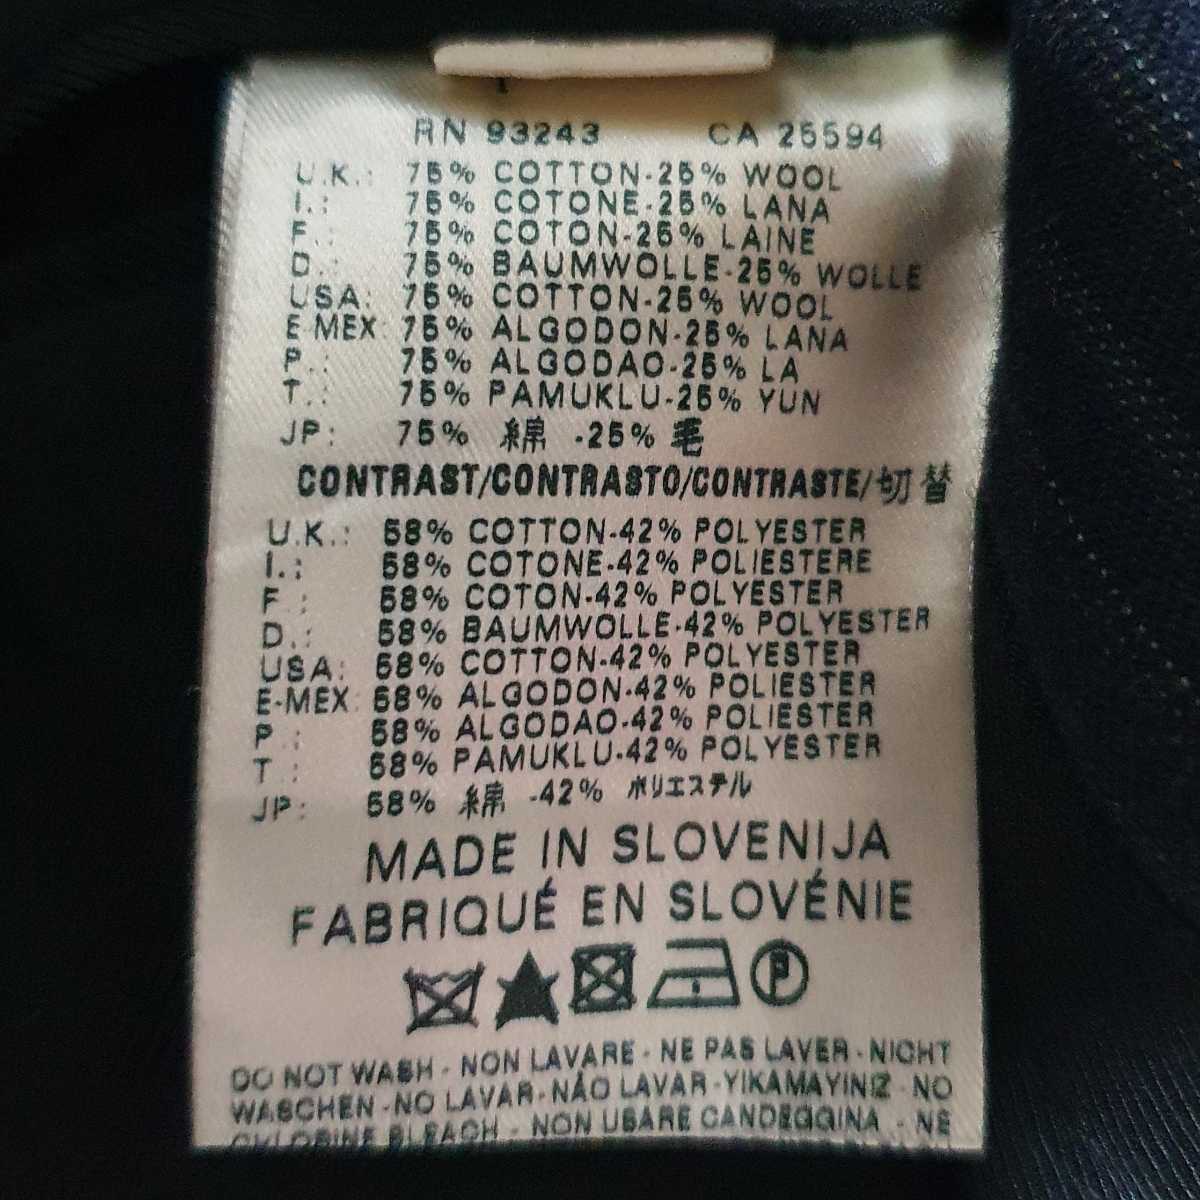 RN 93243 CA 25594
U.K.: 75% COTTON-25% WOOL
I.: 75% COTONE-25% LANA
F.: 75% COTON-25% LAINE
D.: 75% BAUMWOLLE-25% WOLLE
USA: 75% COTTON-25% WOOL
E-MEX 75% ALGODON-25% LANA
P.: 75% ALGODAO-25% LA
T.: 75% PAMUKLU-25% YUN
JP: 75% 綿 -25% 毛
CONTRAST/CONTRASTO/CONTRASTE/切替
U.K.: 58% COTTON-42% POLYESTER
I.: 58% COTONE-42% POLIESTERE
F.: 58% COTON-42% POLYESTER
D.: 58% BAUMWOLLE-42% POLYESTER
USA: 58% COTTON-42% POLYESTER
E-MEX 58% ALGODON-42% POLIESTER
P.: 58% ALGODAO-42% POLIESTER
T.: 58% PAMUKLU-42% POLYESTER
JP: 58% 綿 -42% ポリエステル
MADE IN SLOVENIJA
FABRIQUÉ EN SLOVÉNIE
P
DO NOT WASH - NON LAVARE - NE PAS LAVER - NICHT
WASCHEN - NO LAVAR - NÃO LAVAR - YIKAMAYINIZ - NO
CHLORINE BLEACH - NON USARE CANDEGGINA - NE